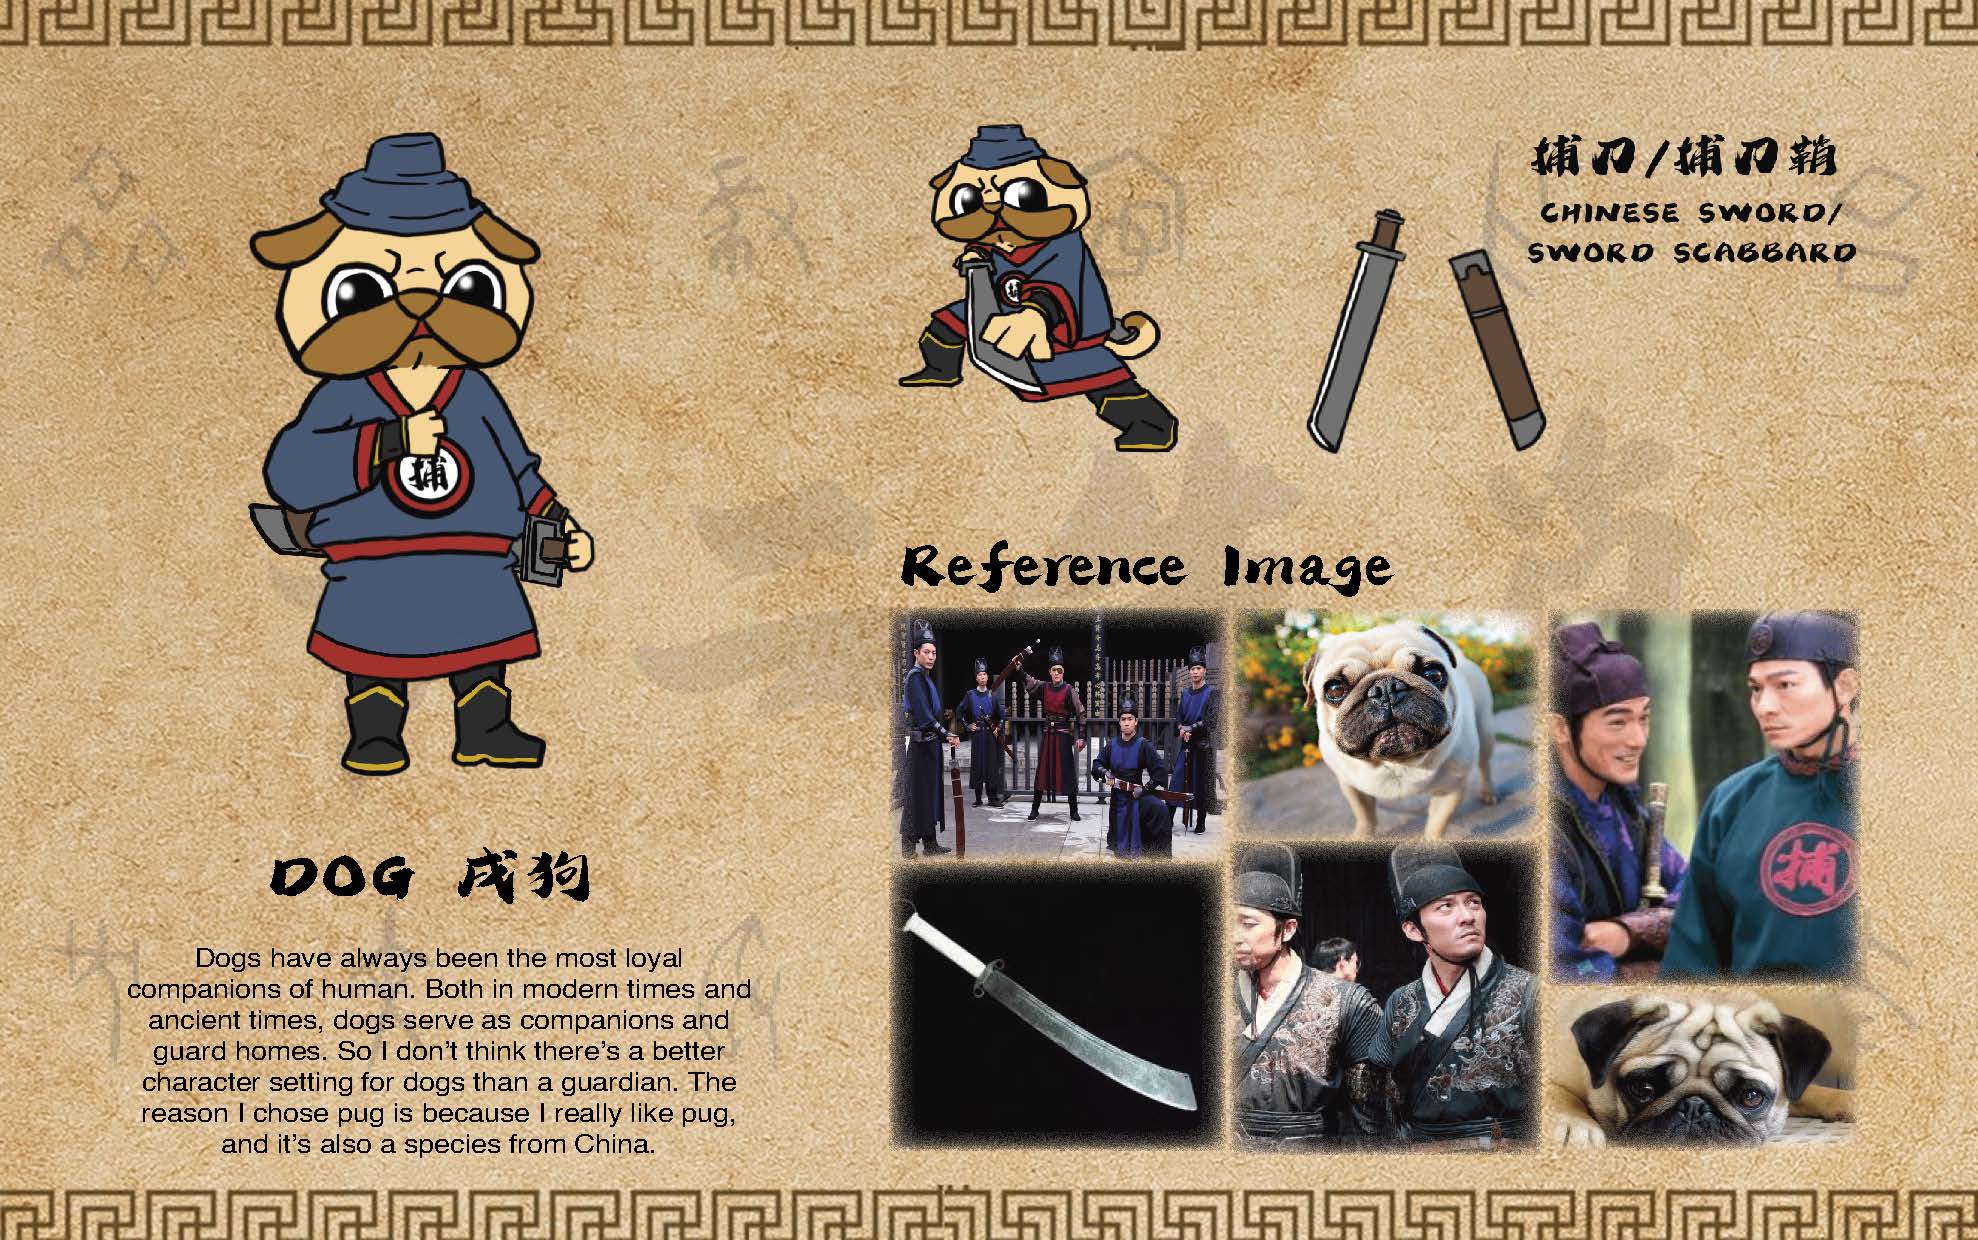 捕刀/捕刀鞘
CHINESE SWORD/
SWORD SCABBARD
捕
捕
Reference Image
捕
DOG 戌狗
Dogs have always been the most loyal
companions of human. Both in modern times and
ancient times, dogs serve as companions and
guard homes. So I don't think there's a better
character setting for dogs than a guardian. The
reason I chose pug is because I really like pug,
and it's also a species from China.